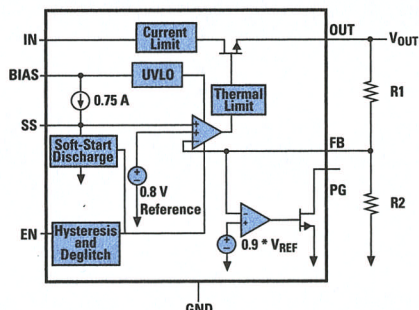 IN
Current Limit
OUT
VOUT
BIAS
UVLO
0.75 A
Thermal Limit
R1
SS
Soft-Start Discharge
FB
0.8 V Reference
PG
R2
EN
Hysteresis and Deglitch
0.9 * VREF
GND